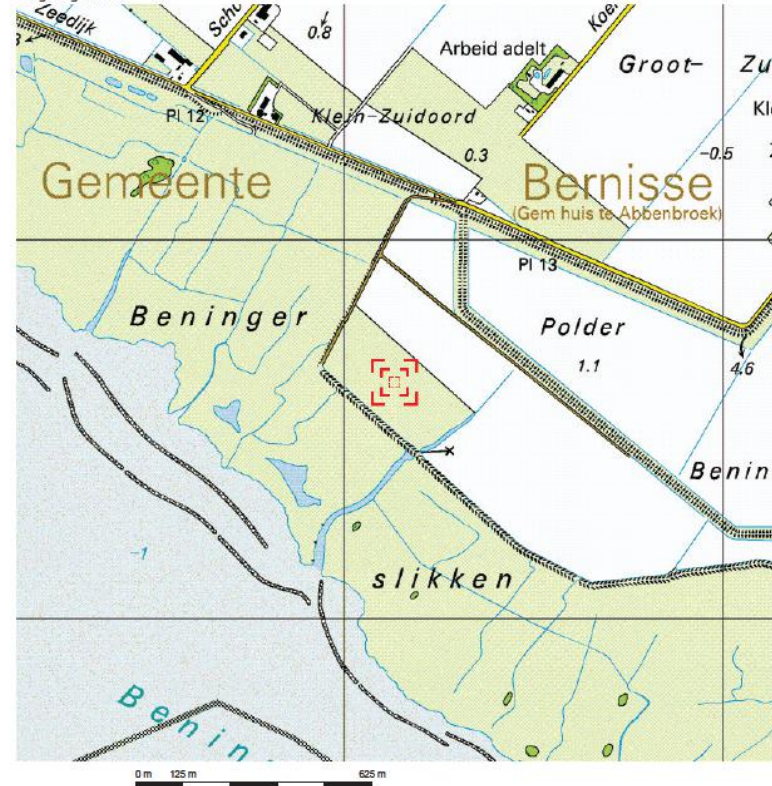 Zeedijk
0.8
Arbeid adelt
Groot-
Pl 12
Klein-Zuidoord
0.3
-0.5
Gemeente
Bernisse
(Gem huis te Abbenbroek)
Pl 13
Beninger
Polder
1.1
4.6
Benin
-1
slikken
Benin
0 m 125 m 625 m